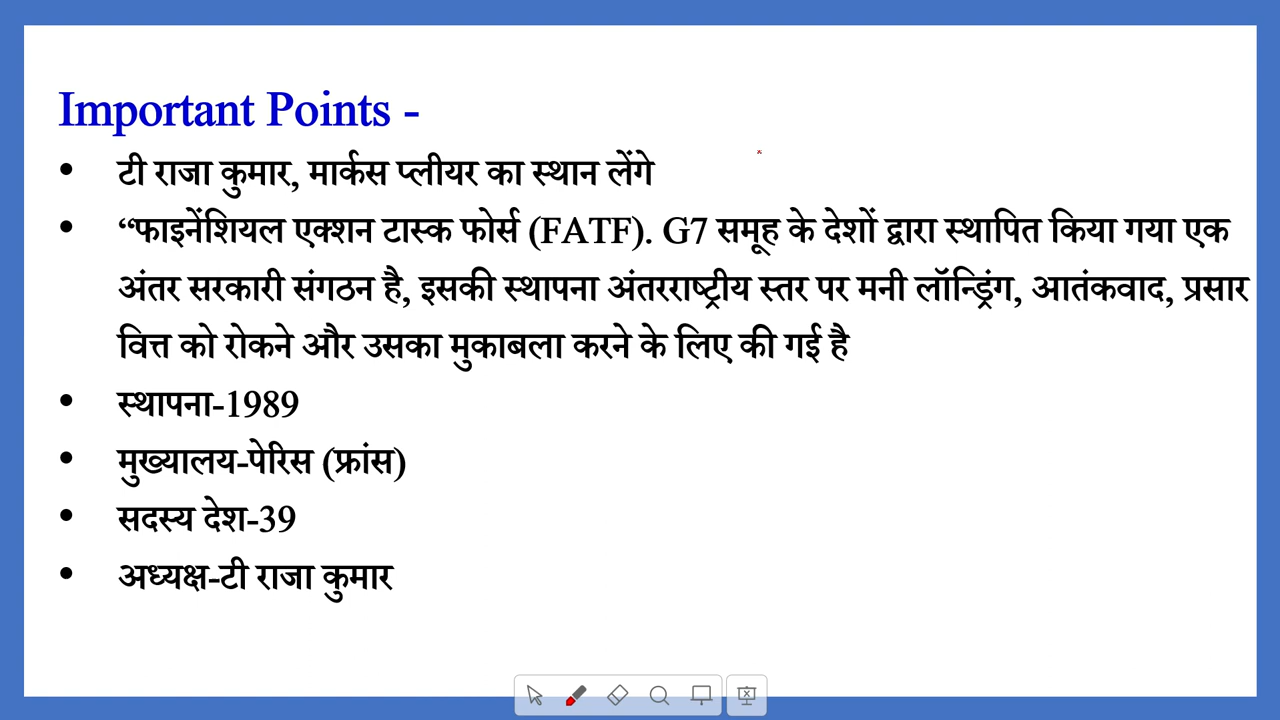 Important Points -
• टी राजा कुमार, मार्कस प्लीयर का स्थान लेंगे
• “फाइनेंशियल एक्शन टास्क फोर्स (FATF). G7 समूह के देशों द्वारा स्थापित किया गया एक
अंतर सरकारी संगठन है, इसकी स्थापना अंतरराष्ट्रीय स्तर पर मनी लॉन्ड्रिंग, आतंकवाद, प्रसार
वित्त को रोकने और उसका मुकाबला करने के लिए की गई है
• स्थापना-1989
• मुख्यालय-पेरिस (फ्रांस)
• सदस्य देश-39
• अध्यक्ष-टी राजा कुमार